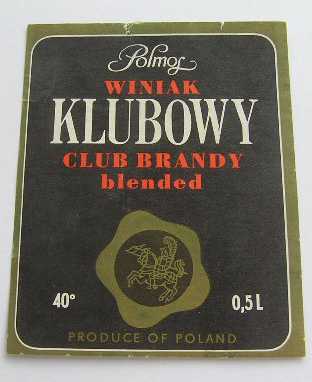 Polmos
WINIAK
KLUBOWY
CLUB BRANDY
blended
40° 0,5 L
PRODUCE OF POLAND